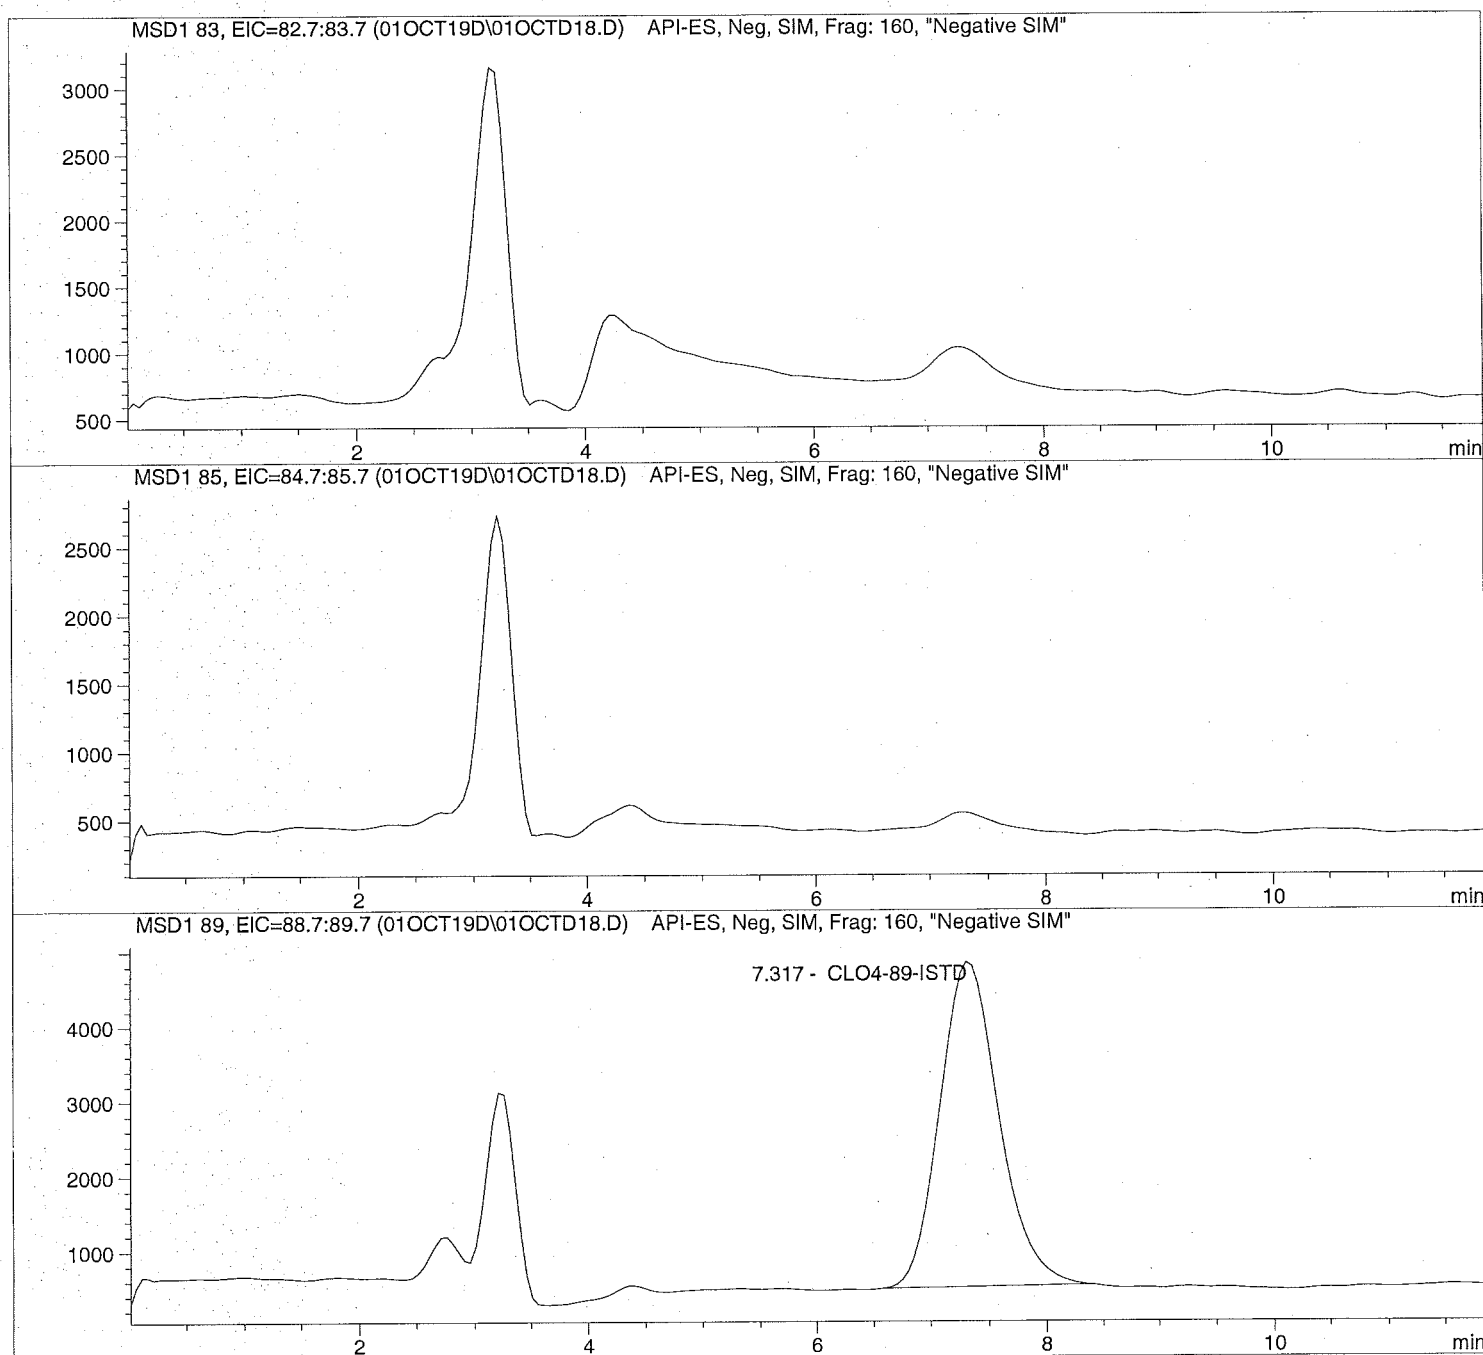 MSD1 83, EIC=82.7:83.7 (01OCT19D\01OCTD18.D) API-ES, Neg, SIM, Frag: 160, "Negative SIM"
3000
2500
2000
1500
1000
500
2 4 6 8 10 min
MSD1 85, EIC=84.7:85.7 (01OCT19D\01OCTD18.D) API-ES, Neg, SIM, Frag: 160, "Negative SIM"
2500
2000
1500
1000
500
2 4 6 8 10 min
MSD1 89, EIC=88.7:89.7 (01OCT19D\01OCTD18.D) API-ES, Neg, SIM, Frag: 160, "Negative SIM"
7.317 - CLO4-89-ISTD
4000
3000
2000
1000
2 4 6 8 10 min